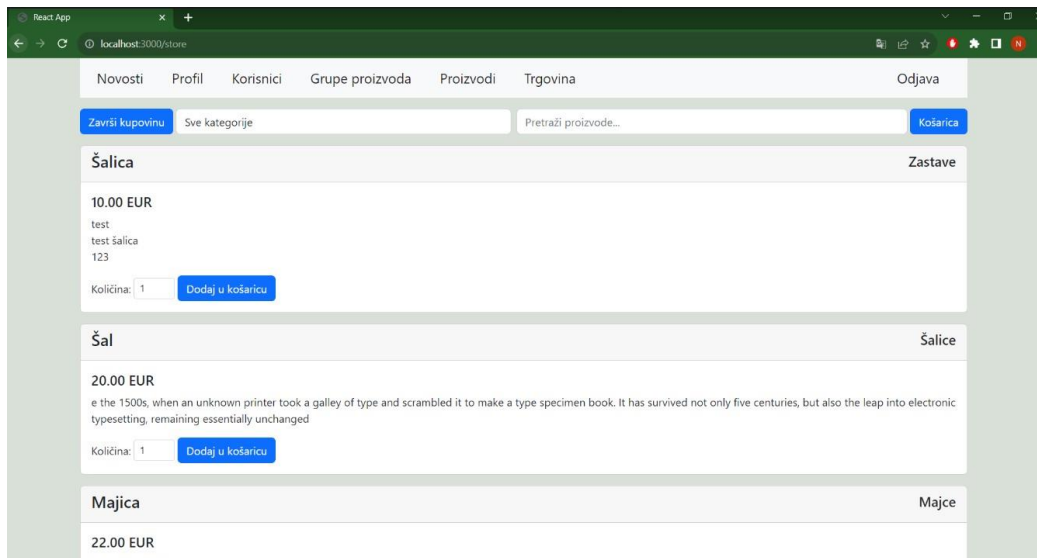 React App
localhost:3000/store
N
Novosti Profil Korisnici Grupe proizvoda Proizvodi Trgovina Odjava
Završi kupovinu Sve kategorije Pretraži proizvode... Košarica
Šalica Zastave
10.00 EUR
test
test šalica
123
Količina: 1 Dodaj u košaricu
Šal Šalice
20.00 EUR
e the 1500s, when an unknown printer took a galley of type and scrambled it to make a type specimen book. It has survived not only five centuries, but also the leap into electronic
typesetting, remaining essentially unchanged
Količina: 1 Dodaj u košaricu
Majica Majce
22.00 EUR